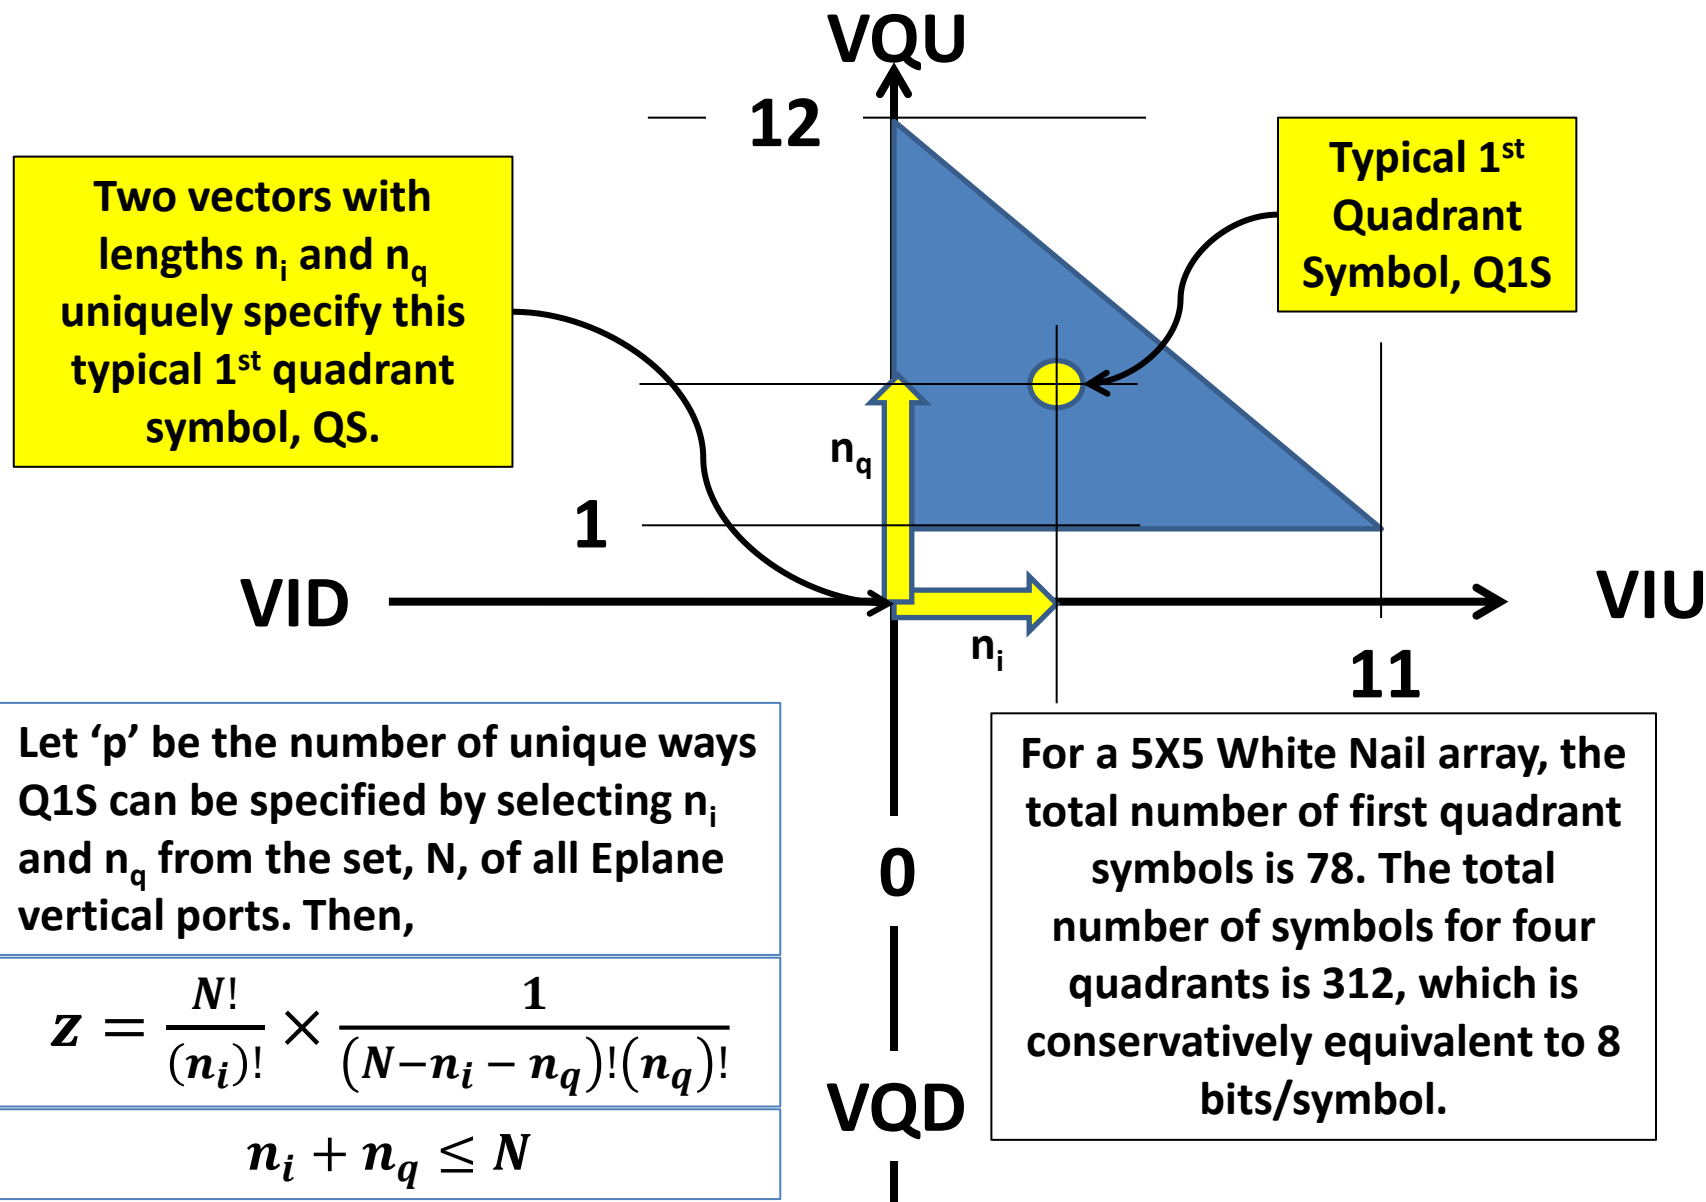 VQU
12
Typical 1st
Quadrant
Symbol, Q1S
Two vectors with
lengths ni and nq
uniquely specify this
typical 1st quadrant
symbol, QS.
nq
1
VID
VIU
ni
11
Let ‘p’ be the number of unique ways
Q1S can be specified by selecting ni
and nq from the set, N, of all Eplane
vertical ports. Then,
z = N!/(ni)! × 1/((N−ni − nq)!(nq)!)
ni + nq ≤ N
0
VQD
For a 5X5 White Nail array, the
total number of first quadrant
symbols is 78. The total
number of symbols for four
quadrants is 312, which is
conservatively equivalent to 8
bits/symbol.